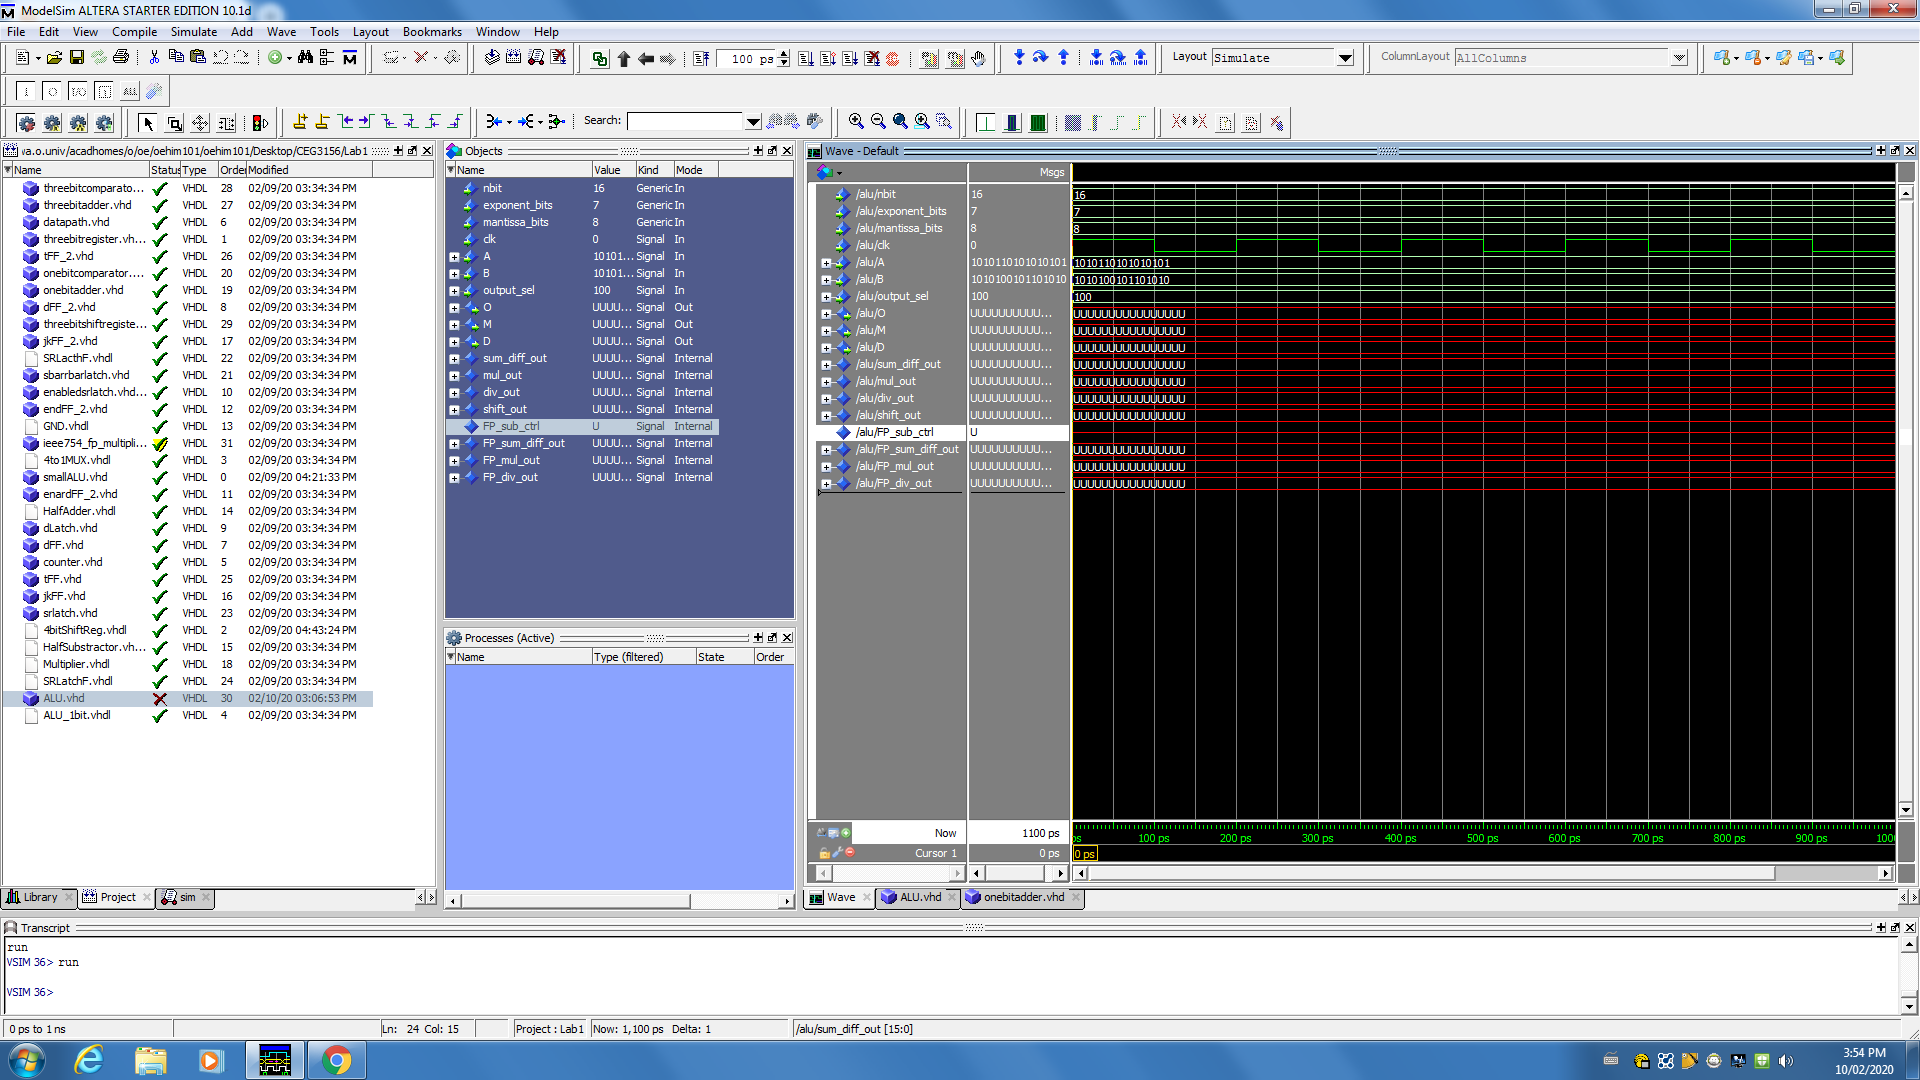 ModelSim ALTERA STARTER EDITION 10.1d
File Edit View Compile Simulate Add Wave Tools Layout Bookmarks Window Help
100 ps
Layout Simulate
ColumnLayout AllColumns
Search:
va.o.univ/acadhomes/o/oe/oehim101/oehim101/Desktop/CEG3156/Lab1
Name Status Type Order Modified
threebitcomparato... VHDL 28 02/09/20 03:34:34 PM
threebitadder.vhd VHDL 27 02/09/20 03:34:34 PM
datapath.vhd VHDL 6 02/09/20 03:34:34 PM
threebitregister.vh... VHDL 1 02/09/20 03:34:34 PM
tFF_2.vhd VHDL 26 02/09/20 03:34:34 PM
onebitcomparator.... VHDL 20 02/09/20 03:34:34 PM
onebitadder.vhd VHDL 19 02/09/20 03:34:34 PM
dFF_2.vhd VHDL 8 02/09/20 03:34:34 PM
threebitshiftregiste... VHDL 29 02/09/20 03:34:34 PM
jkFF_2.vhd VHDL 17 02/09/20 03:34:34 PM
SRLacthF.vhdl VHDL 22 02/09/20 03:34:34 PM
sbarrbarlatch.vhd VHDL 21 02/09/20 03:34:34 PM
enabledsrlatch.vhd... VHDL 10 02/09/20 03:34:34 PM
endFF_2.vhd VHDL 12 02/09/20 03:34:34 PM
GND.vhdl VHDL 13 02/09/20 03:34:34 PM
ieee754_fp_multipli... VHDL 31 02/09/20 03:34:34 PM
4to1MUX.vhdl VHDL 3 02/09/20 03:34:34 PM
smallALU.vhd VHDL 0 02/09/20 04:21:33 PM
enardFF_2.vhd VHDL 11 02/09/20 03:34:34 PM
HalfAdder.vhdl VHDL 14 02/09/20 03:34:34 PM
dLatch.vhd VHDL 9 02/09/20 03:34:34 PM
dFF.vhd VHDL 7 02/09/20 03:34:34 PM
counter.vhd VHDL 5 02/09/20 03:34:34 PM
tFF.vhd VHDL 25 02/09/20 03:34:34 PM
jkFF.vhd VHDL 16 02/09/20 03:34:34 PM
srlatch.vhd VHDL 23 02/09/20 03:34:34 PM
4bitShiftReg.vhdl VHDL 2 02/09/20 04:43:24 PM
HalfSubstractor.vh... VHDL 15 02/09/20 03:34:34 PM
Multiplier.vhdl VHDL 18 02/09/20 03:34:34 PM
SRLatchF.vhdl VHDL 24 02/09/20 03:34:34 PM
ALU.vhd VHDL 30 02/10/20 03:06:53 PM
ALU_1bit.vhdl VHDL 4 02/09/20 03:34:34 PM
Library Project sim
Objects
Name Value Kind Mode
nbit 16 Generic In
exponent_bits 7 Generic In
mantissa_bits 8 Generic In
clk 0 Signal In
A 10101... Signal In
B 10101... Signal In
output_sel 100 Signal In
O UUUU... Signal Out
M UUUU... Signal Out
D UUUU... Signal Out
sum_diff_out UUUU... Signal Internal
mul_out UUUU... Signal Internal
div_out UUUU... Signal Internal
shift_out UUUU... Signal Internal
FP_sub_ctrl U Signal Internal
FP_sum_diff_out UUUU... Signal Internal
FP_mul_out UUUU... Signal Internal
FP_div_out UUUU... Signal Internal
Processes (Active)
Name Type (filtered) State Order
Wave - Default
Msgs
/alu/nbit 16 16
/alu/exponent_bits 7 7
/alu/mantissa_bits 8 8
/alu/clk 0
/alu/A 1010110101010101 1010110101010101
/alu/B 1010100101101010 1010100101101010
/alu/output_sel 100 100
/alu/O UUUUUUUUUU... UUUUUUUUUUUUUUUU
/alu/M UUUUUUUUUU... UUUUUUUUUUUUUUUU
/alu/D UUUUUUUUUU... UUUUUUUUUUUUUUUU
/alu/sum_diff_out UUUUUUUUUU... UUUUUUUUUUUUUUUU
/alu/mul_out UUUUUUUUUU... UUUUUUUUUUUUUUUU
/alu/div_out UUUUUUUUUU... UUUUUUUUUUUUUUUU
/alu/shift_out UUUUUUUUUU... UUUUUUUUUUUUUUUU
/alu/FP_sub_ctrl U
/alu/FP_sum_diff_out UUUUUUUUUU... UUUUUUUUUUUUUUUU
/alu/FP_mul_out UUUUUUUUUU... UUUUUUUUUUUUUUUU
/alu/FP_div_out UUUUUUUUUU... UUUUUUUUUUUUUUUU
Now 1100 ps
ps 100 ps 200 ps 300 ps 400 ps 500 ps 600 ps 700 ps 800 ps 900 ps 100
Cursor 1 0 ps 0 ps
Wave ALU.vhd onebitadder.vhd
Transcript
run
VSIM 36> run
VSIM 36>
0 ps to 1 ns Ln: 24 Col: 15 Project : Lab1 Now: 1,100 ps Delta: 1 /alu/sum_diff_out [15:0]
3:54 PM
10/02/2020